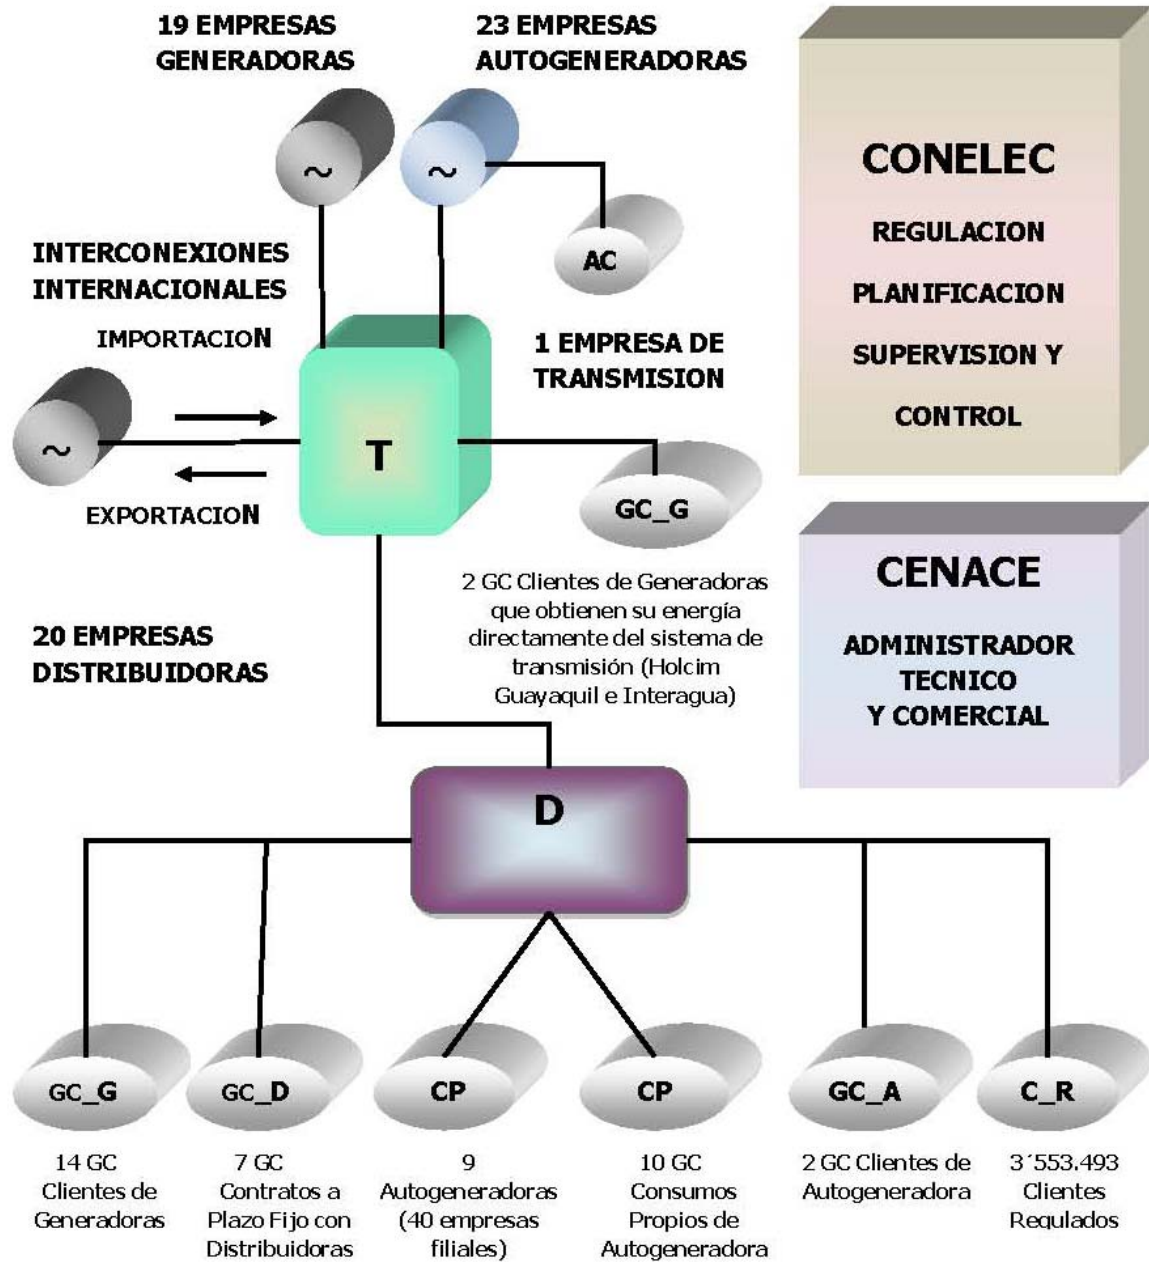 19 EMPRESAS
GENERADORAS
23 EMPRESAS
AUTOGENERADORAS
~
~
AC
INTERCONEXIONES
INTERNACIONALES
IMPORTACION
~
EXPORTACION
T
1 EMPRESA DE
TRANSMISION
GC_G
2 GC Clientes de Generadoras
que obtienen su energía
directamente del sistema de
transmisión (Holcim
Guayaquil e Interagua)
CONELEC
REGULACION
PLANIFICACION
SUPERVISION Y
CONTROL
CENACE
ADMINISTRADOR
TECNICO
Y COMERCIAL
20 EMPRESAS
DISTRIBUIDORAS
D
GC_G
14 GC
Clientes de
Generadoras
GC_D
7 GC
Contratos a
Plazo Fijo con
Distribuidoras
CP
9
Autogeneradoras
(40 empresas
filiales)
CP
10 GC
Consumos
Propios de
Autogeneradora
GC_A
2 GC Clientes de
Autogeneradora
C_R
3´553.493
Clientes
Regulados